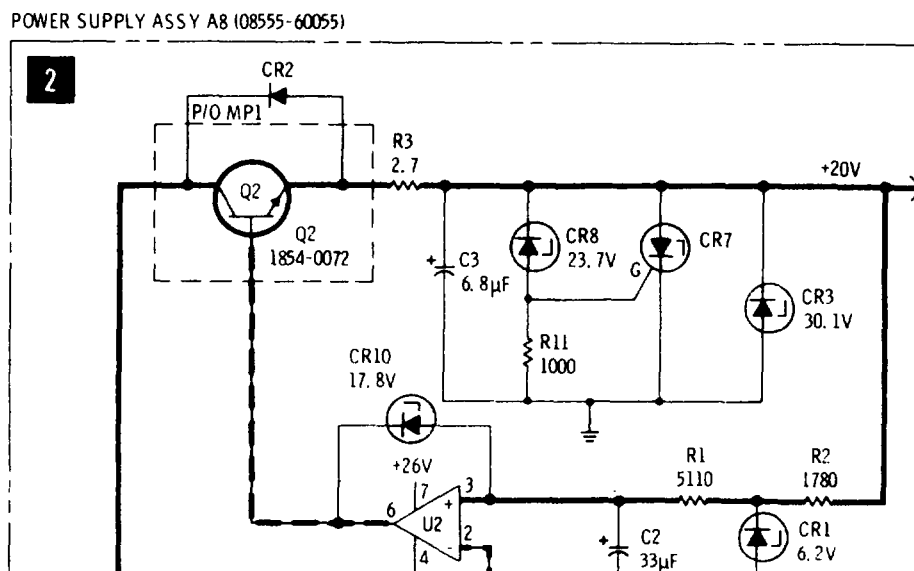 POWER SUPPLY ASSY A8 (08555-60055)
2
CR2
P/O MP1
R3
2.7
+20V
Q2
Q2
1854-0072
+
C3
6.8μF
CR8
23.7V
G
CR7
CR3
30.1V
R11
1000
CR10
17.8V
+26V
7
3
6
+
U2
2
-
4
R1
5110
R2
1780
+
C2
33μF
CR1
6.2V